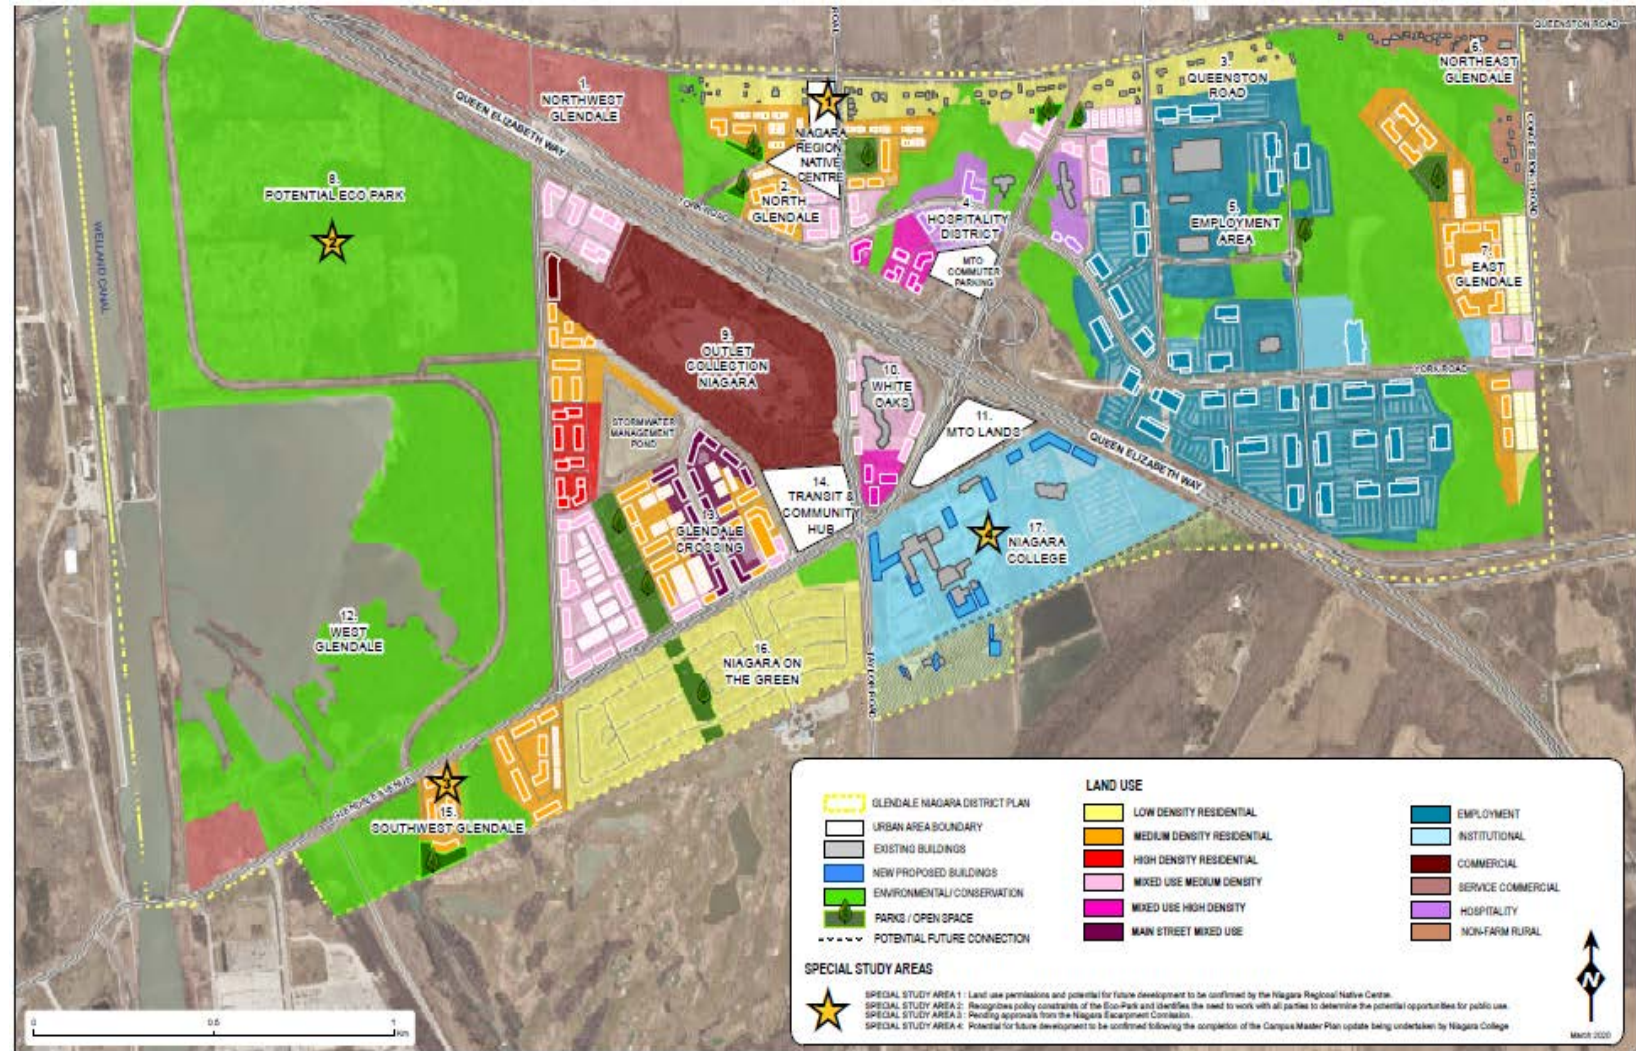 QUEENSTON ROAD
ROAD
1.
NORTHWEST
GLENDALE
QUEEN ELIZABETH WAY
1
NIAGARA
REGION
NATIVE
CENTRE
3.
QUEENSTON
ROAD
6.
NORTHEAST
GLENDALE
CONCESSION 7 ROAD
8.
POTENTIAL ECO PARK
2
WELLAND CANAL
YORK ROAD
2.
NORTH
GLENDALE
4.
HOSPITALITY
DISTRICT
MTO
COMMUTER
PARKING
5.
EMPLOYMENT
AREA
7.
EAST
GLENDALE
YORK ROAD
9.
OUTLET
COLLECTION
NIAGARA
10.
WHITE
OAKS
11.
MTO LANDS
QUEEN ELIZABETH WAY
STORMWATER
MANAGEMENT
POND
14.
TRANSIT &
COMMUNITY
HUB
13.
GLENDALE
CROSSING
4
17.
NIAGARA
COLLEGE
12.
WEST
GLENDALE
16.
NIAGARA ON
THE GREEN
TAYLOR ROAD
GLENDALE AVENUE
3
15.
SOUTHWEST GLENDALE
GLENDALE NIAGARA DISTRICT PLAN
URBAN AREA BOUNDARY
EXISTING BUILDINGS
NEW PROPOSED BUILDINGS
ENVIRONMENTAL/ CONSERVATION
PARKS / OPEN SPACE
POTENTIAL FUTURE CONNECTION
LAND USE
LOW DENSITY RESIDENTIAL
MEDIUM DENSITY RESIDENTIAL
HIGH DENSITY RESIDENTIAL
MIXED USE MEDIUM DENSITY
MIXED USE HIGH DENSITY
MAIN STREET MIXED USE
EMPLOYMENT
INSTITUTIONAL
COMMERCIAL
SERVICE COMMERCIAL
HOSPITALITY
NON-FARM RURAL
SPECIAL STUDY AREAS
SPECIAL STUDY AREA 1 : Land use permissions and potential for future development to be confirmed by the Niagara Regional Native Centre.
SPECIAL STUDY AREA 2: Recognizes policy constraints of the Eco-Park and identifies the need to work with all parties to determine the potential opportunities for public use.
SPECIAL STUDY AREA 3 : Pending approvals from the Niagara Escarpment Comission.
SPECIAL STUDY AREA 4: Potential for future development to be confirmed following the completion of the Campus Master Plan update being undertaken by Niagara College
N
March 2020
0
0.5
1
Km